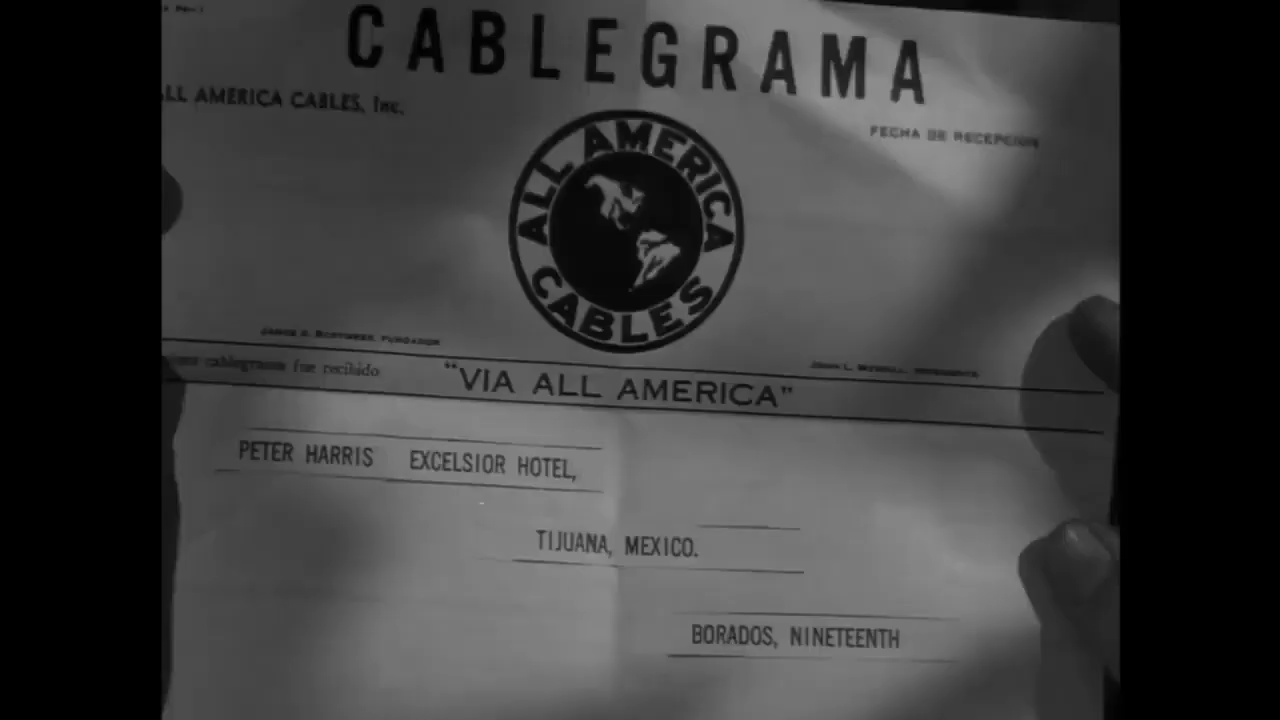 CABLEGRAMA
ALL AMERICA CABLES, Inc.
FECHA DE RECEPCION
ALL AMERICA CABLES
cablegrama fue recibido
"VIA ALL AMERICA"
PETER HARRIS EXCELSIOR HOTEL,
TIJUANA, MEXICO.
BORADOS, NINETEENTH